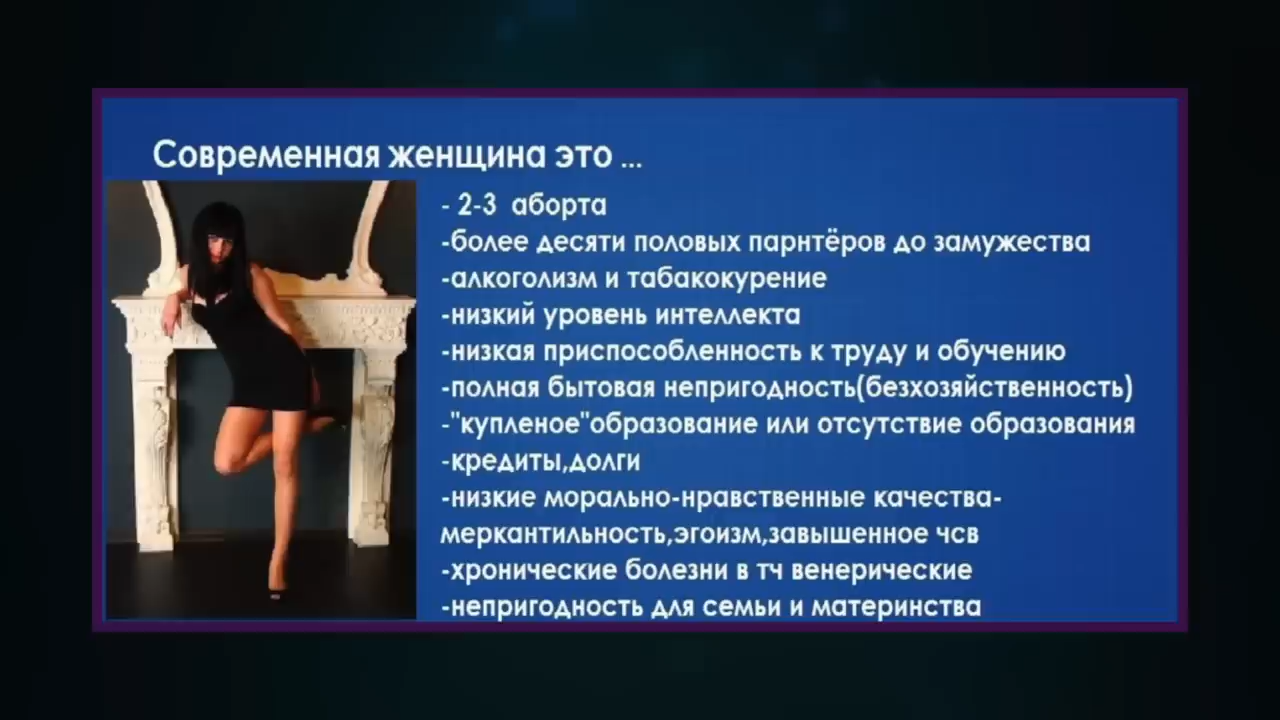 Современная женщина это ...
- 2-3 аборта
-более десяти половых парнтёров до замужества
-алкоголизм и табакокурение
-низкий уровень интеллекта
-низкая приспособленность к труду и обучению
-полная бытовая непригодность(безхозяйственность)
-"купленое"образование или отсутствие образования
-кредиты,долги
-низкие морально-нравственные качества-
меркантильность,эгоизм,завышенное чсв
-хронические болезни в тч венерические
-непригодность для семьи и материнства